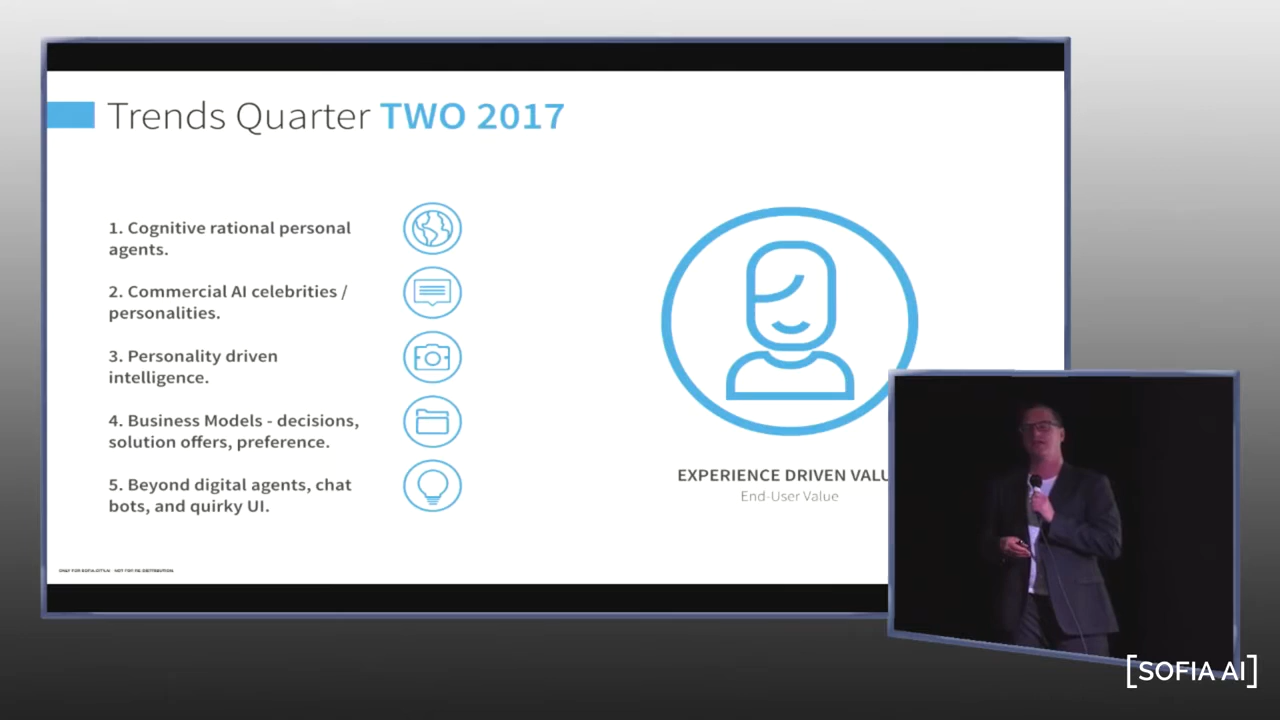 Trends Quarter TWO 2017
1. Cognitive rational personal
agents.
2. Commercial AI celebrities /
personalities.
3. Personality driven
intelligence.
4. Business Models - decisions,
solution offers, preference.
5. Beyond digital agents, chat
bots, and quirky UI.
EXPERIENCE DRIVEN VALU
End-User Value
[SOFIA AI]